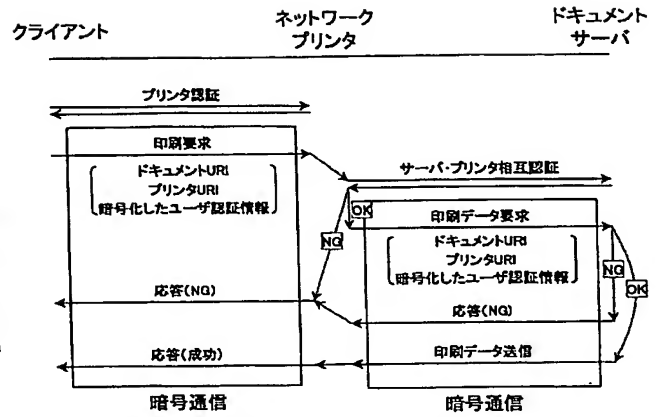 クライアント
ネットワーク
プリンタ
ドキュメント
サーバ
プリンタ認証
印刷要求
ドキュメントURI
プリンタURI
暗号化したユーザ認証情報
サーバ・プリンタ相互認証
OK
NG
印刷データ要求
ドキュメントURI
プリンタURI
暗号化したユーザ認証情報
NG
OK
応答(NG)
応答(NG)
応答(成功)
印刷データ送信
暗号通信
暗号通信